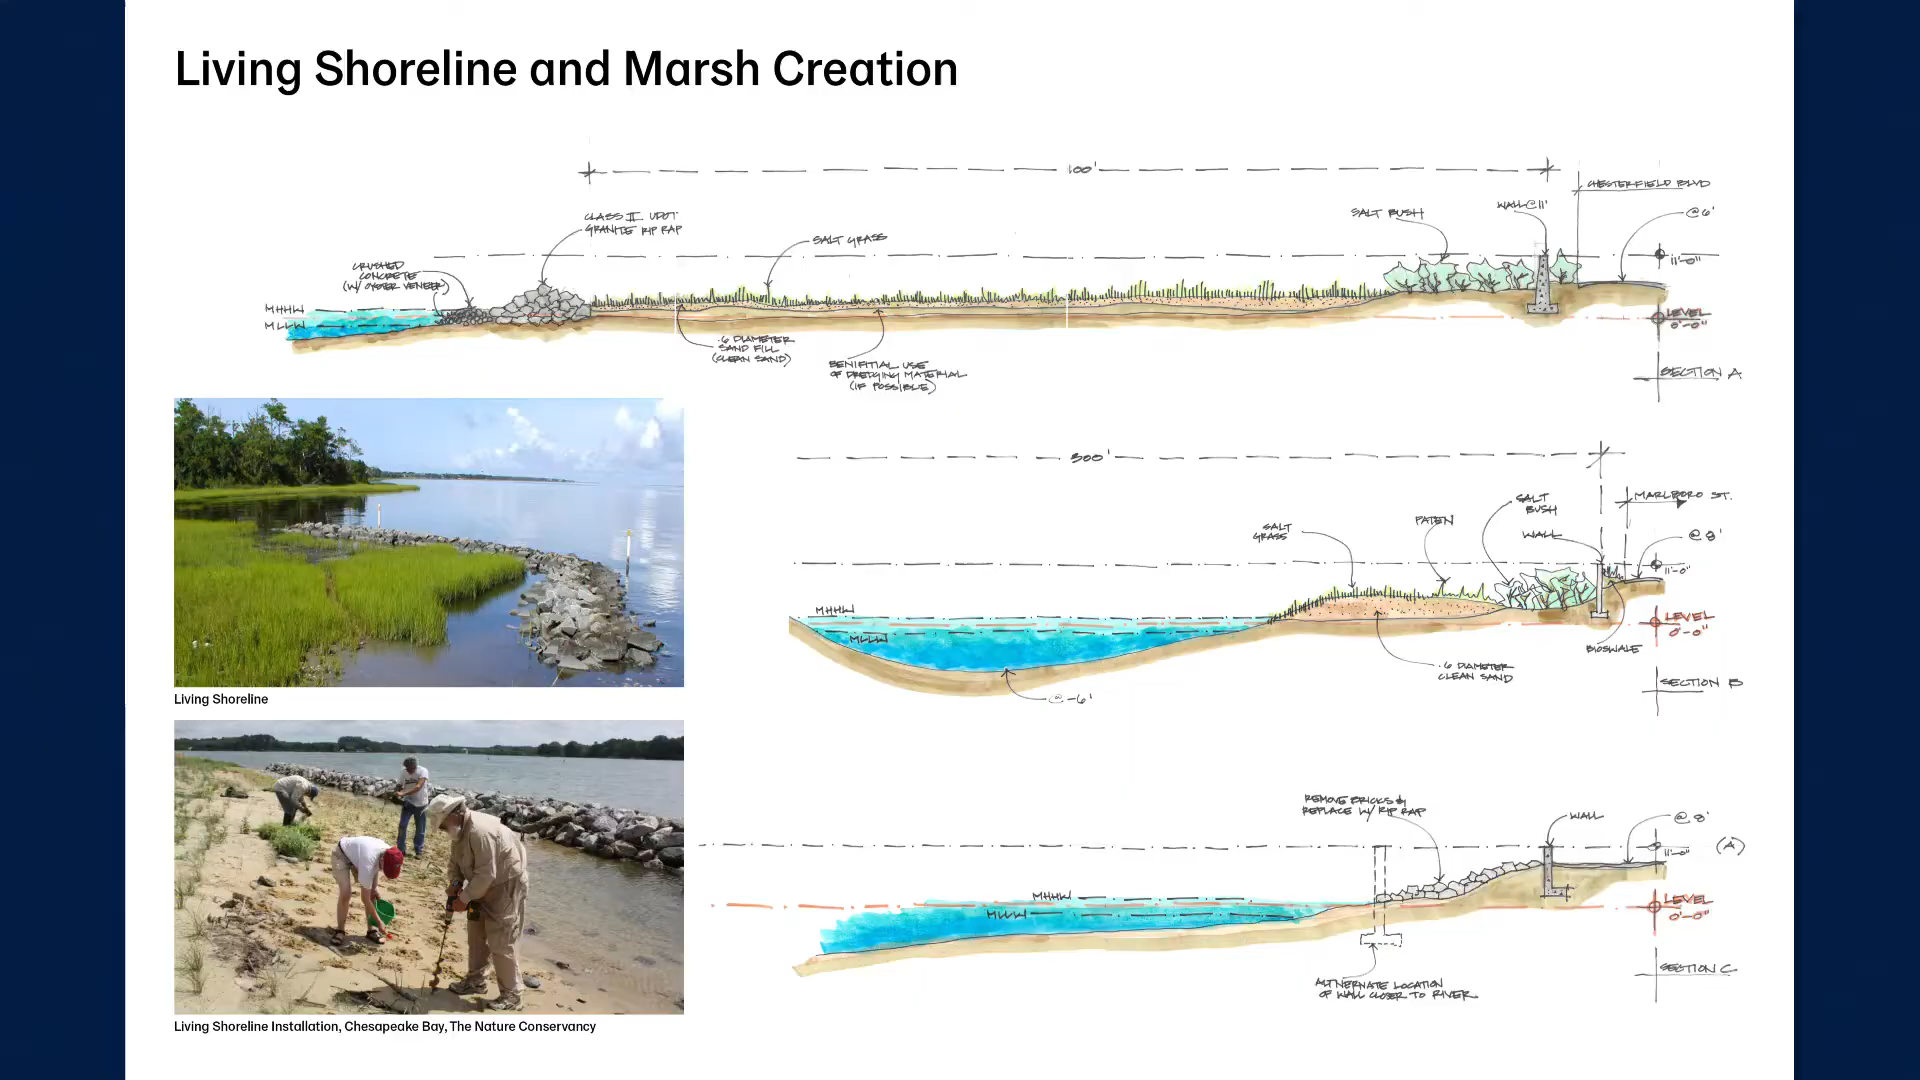 Living Shoreline and Marsh Creation
100'
CHESTERFIELD BLVD
WALL@11'
@6'
SALT BUSH
CLASS II VDOT
GRANITE RIP RAP
SALT GRASS
11'-0"
CRUSHED
CONCRETE
(W/ OYSTER VENEER)
MHHW
MLLW
LEVEL
0'-0"
.6 DIAMETER
SAND FILL
(CLEAN SAND)
BENIFITIAL USE
OF DREDGING MATERIAL
(IF POSSIBLE)
SECTION A
300'
MARLBORO ST.
SALT
BUSH
SALT
GRASS
PATEN
WALL
@8'
11'-0"
MHHW
MLLW
LEVEL
0'-0"
BIOSWALE
.6 DIAMETER
CLEAN SAND
@-6'
SECTION B
Living Shoreline
REMOVE BRICKS &
REPLACE W/ RIP RAP
WALL
@8'
11'-0"
(A)
MHHW
MLLW
LEVEL
0'-0"
SECTION C
ALTNERNATE LOCATION
OF WALL CLOSER TO RIVER
Living Shoreline Installation, Chesapeake Bay, The Nature Conservancy